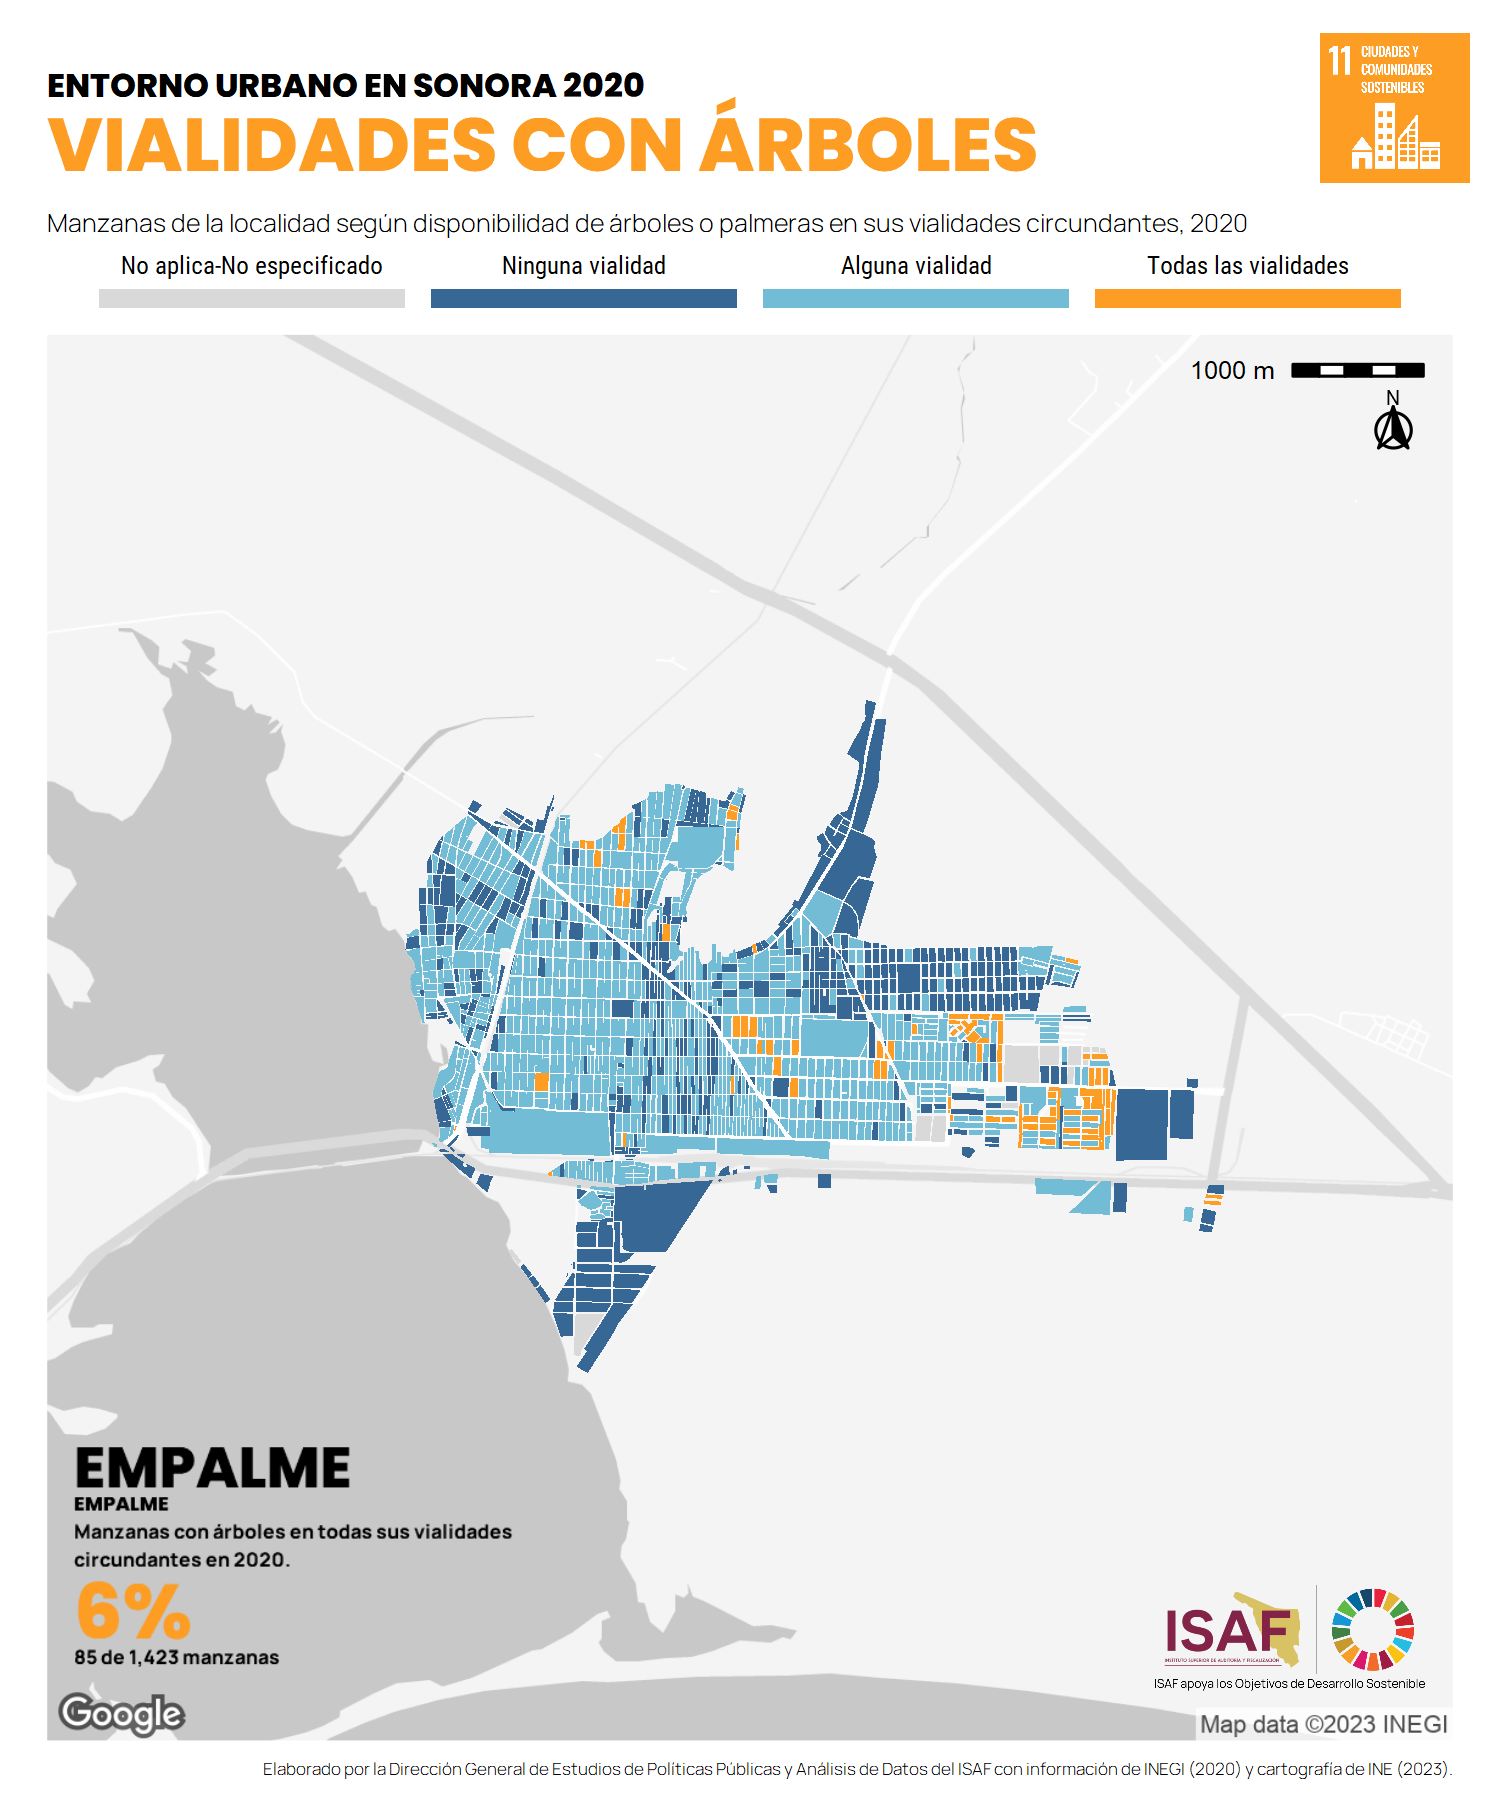 ENTORNO URBANO EN SONORA 2020
VIALIDADES CON ÁRBOLES
11 CIUDADES Y
COMUNIDADES
SOSTENIBLES
Manzanas de la localidad según disponibilidad de árboles o palmeras en sus vialidades circundantes, 2020
No aplica-No especificado
Ninguna vialidad
Alguna vialidad
Todas las vialidades
1000 m
N
EMPALME
EMPALME
Manzanas con árboles en todas sus vialidades
circundantes en 2020.
6%
85 de 1,423 manzanas
ISAF
INSTITUTO SUPERIOR DE AUDITORÍA Y FISCALIZACIÓN
ISAF apoya los Objetivos de Desarrollo Sostenible
Google
Map data ©2023 INEGI
Elaborado por la Dirección General de Estudios de Políticas Públicas y Análisis de Datos del ISAF con información de INEGI (2020) y cartografía de INE (2023).